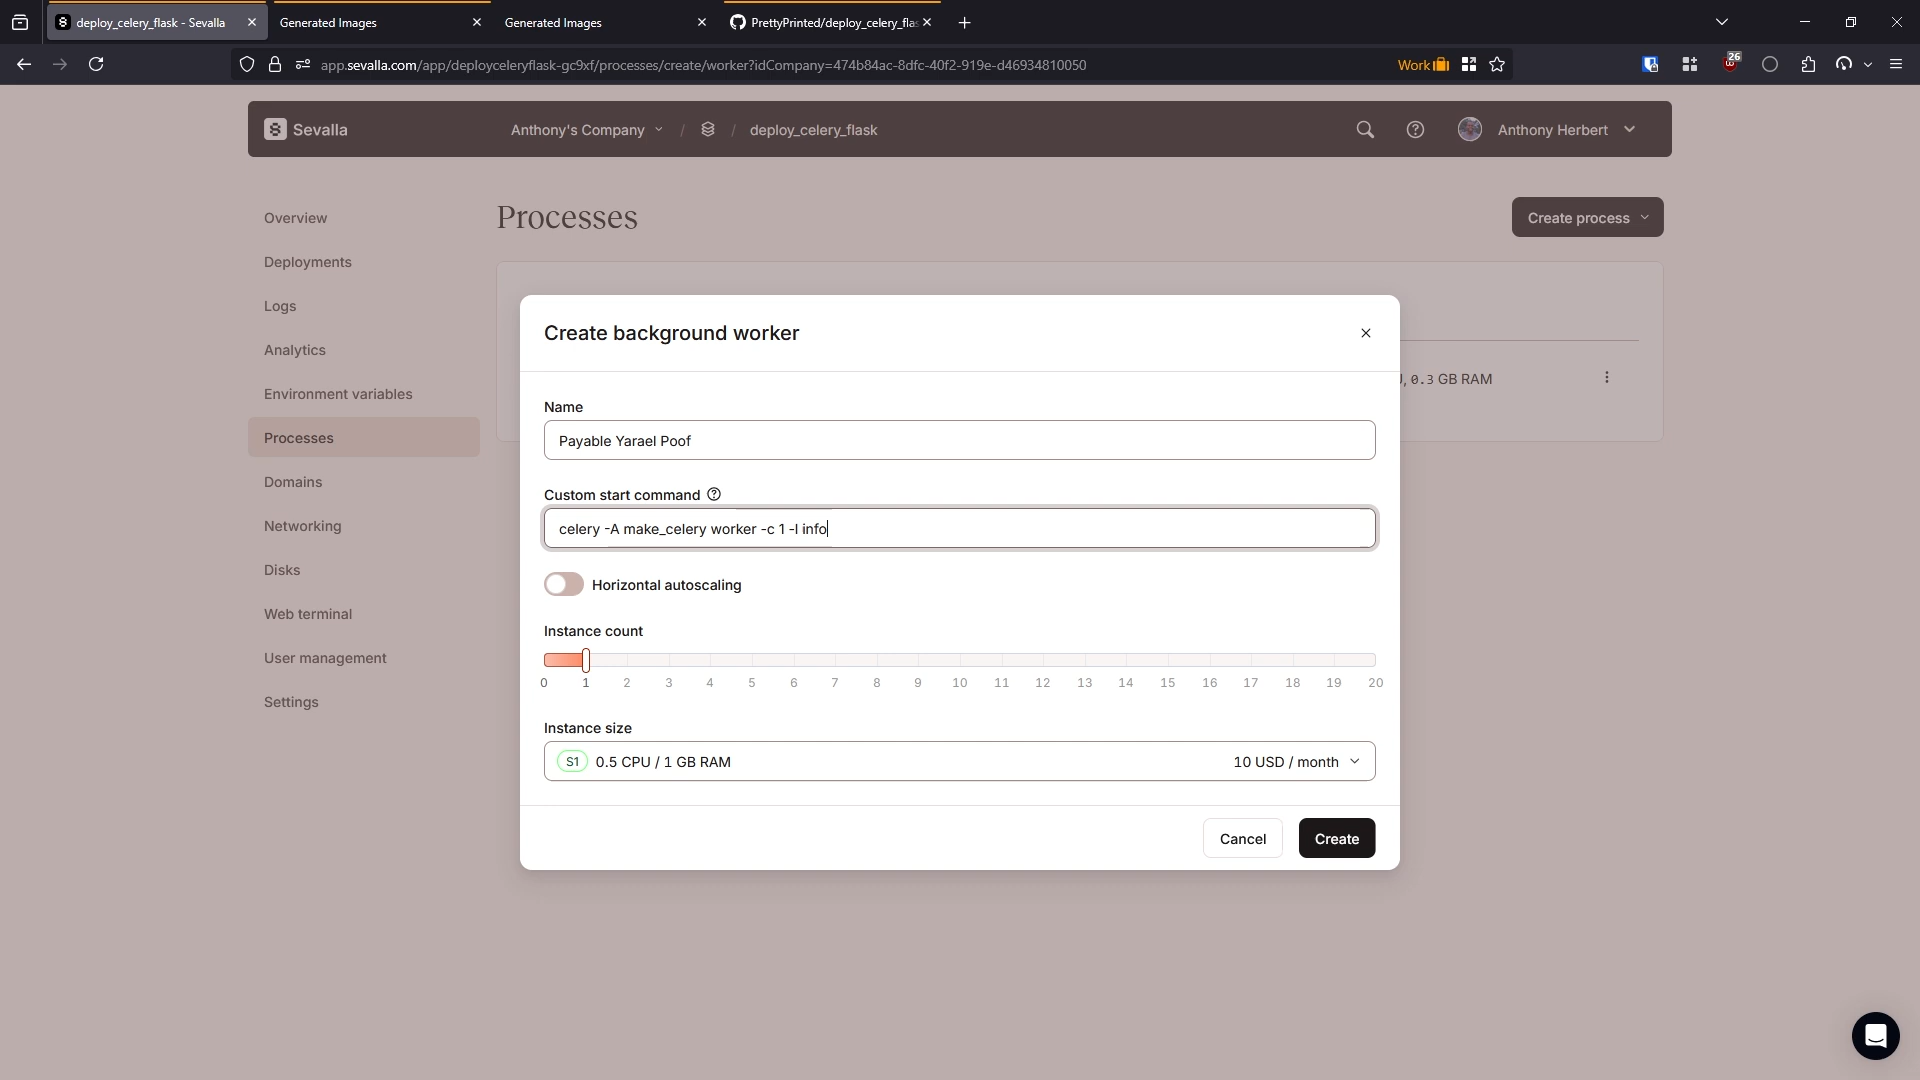 deploy_celery_flask - Sevalla
Generated Images
Generated Images
PrettyPrinted/deploy_celery_flas
app.sevalla.com/app/deployceleryflask-gc9xf/processes/create/worker?idCompany=474b84ac-8dfc-40f2-919e-d46934810050
Work
26
Sevalla
Anthony's Company / / deploy_celery_flask
Anthony Herbert
Overview
Deployments
Logs
Analytics
Environment variables
Processes
Domains
Networking
Disks
Web terminal
User management
Settings
Processes
Create process
, 0.3 GB RAM
Create background worker
Name
Payable Yarael Poof
Custom start command
celery -A make_celery worker -c 1 -l info
Horizontal autoscaling
Instance count
0 1 2 3 4 5 6 7 8 9 10 11 12 13 14 15 16 17 18 19 20
Instance size
S1 0.5 CPU / 1 GB RAM 10 USD / month
Cancel
Create